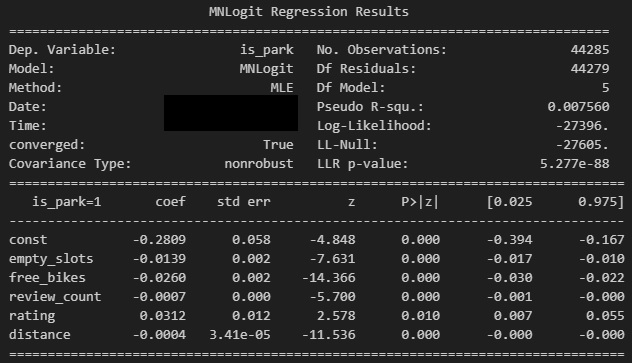 MNLogit Regression Results
==============================================================================
Dep. Variable: is_park No. Observations: 44285
Model: MNLogit Df Residuals: 44279
Method: MLE Df Model: 5
Date: Pseudo R-squ.: 0.007560
Time: Log-Likelihood: -27396.
converged: True LL-Null: -27605.
Covariance Type: nonrobust LLR p-value: 5.277e-88
================================================================================
is_park=1 coef std err z P>|z| [0.025 0.975]
--------------------------------------------------------------------------------
const -0.2809 0.058 -4.848 0.000 -0.394 -0.167
empty_slots -0.0139 0.002 -7.631 0.000 -0.017 -0.010
free_bikes -0.0260 0.002 -14.366 0.000 -0.030 -0.022
review_count -0.0007 0.000 -5.700 0.000 -0.001 -0.000
rating 0.0312 0.012 2.578 0.010 0.007 0.055
distance -0.0004 3.41e-05 -11.536 0.000 -0.000 -0.000
================================================================================